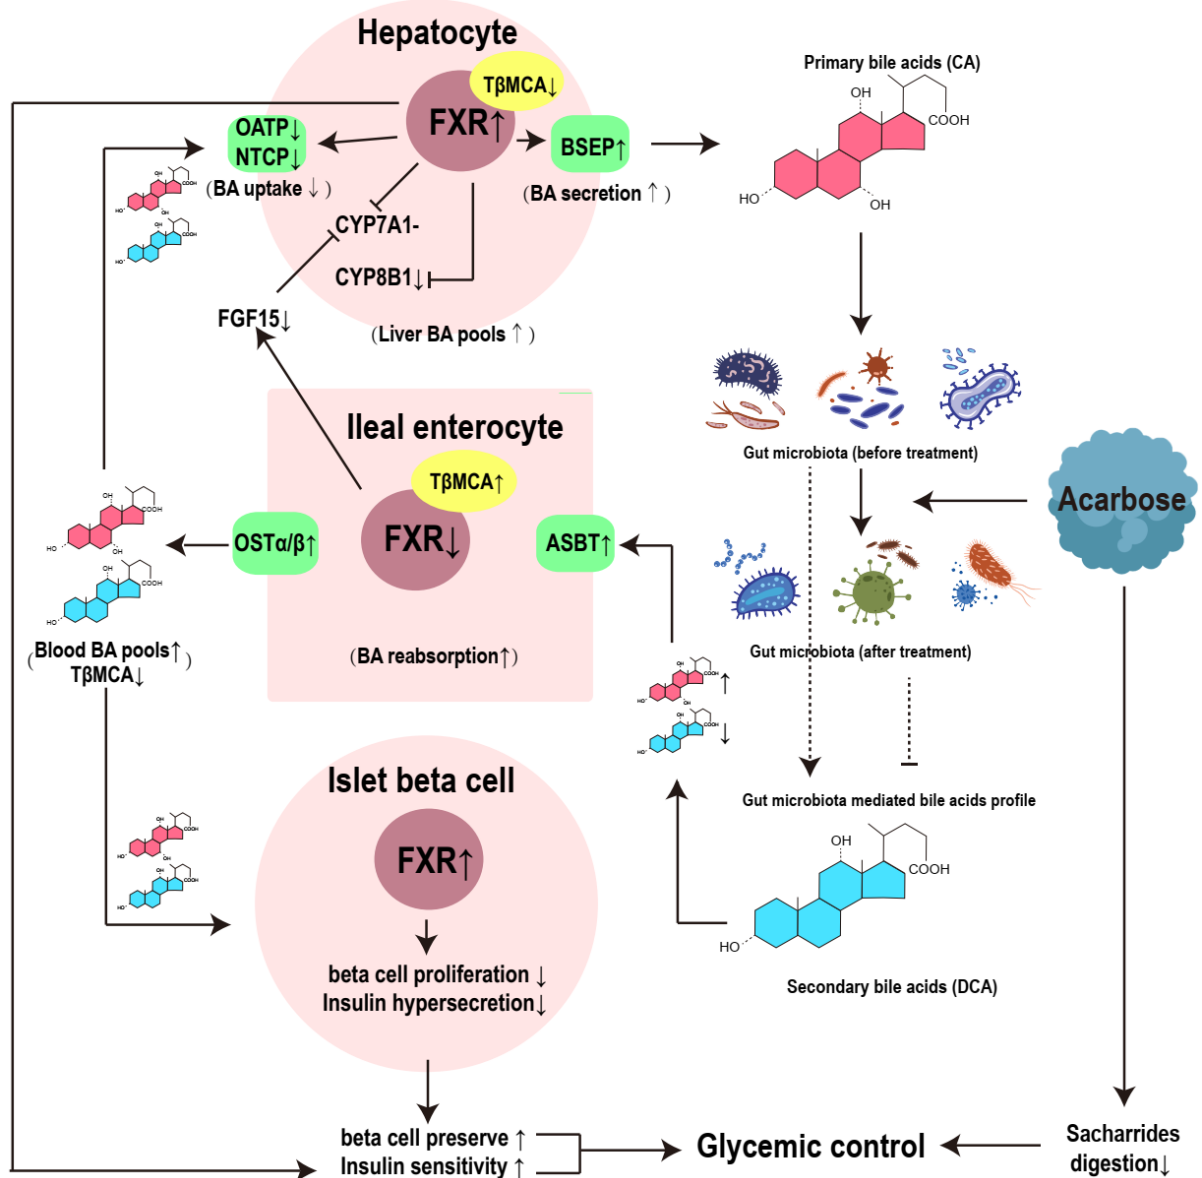 Hepatocyte
TβMCA↓
FXR↑
OATP↓
NTCP↓
(BA uptake ↓ )
BSEP↑
(BA secretion ↑ )
CYP7A1-
CYP8B1↓
FGF15↓
(Liver BA pools ↑ )
Primary bile acids (CA)
OH
COOH
HO
OH
Gut microbiota (before treatment)
Acarbose
Gut microbiota (after treatment)
Ileal enterocyte
TβMCA↑
FXR↓
OSTα/β↑
ASBT↑
(BA reabsorption↑)
(Blood BA pools↑)
TβMCA↓
Gut microbiota mediated bile acids profile
OH
COOH
HO
Secondary bile acids (DCA)
Islet beta cell
FXR↑
beta cell proliferation ↓
Insulin hypersecretion↓
beta cell preserve ↑
Insulin sensitivity ↑
Glycemic control
Sacharrides
digestion↓